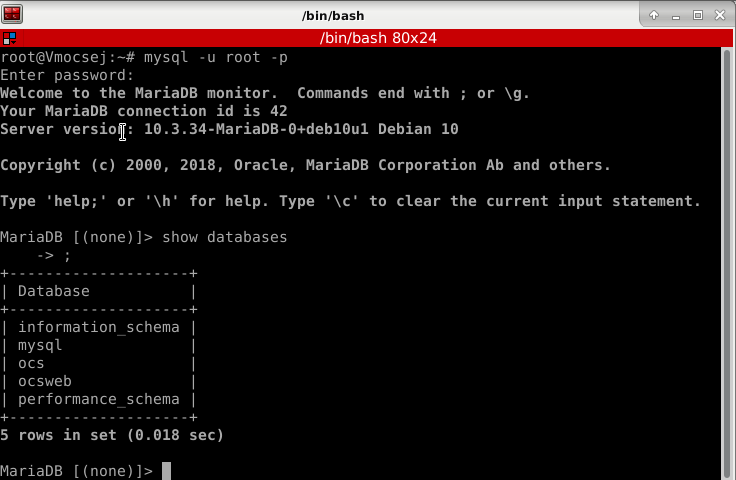 /bin/bash
/bin/bash 80x24
root@Vmocsej:~# mysql -u root -p
Enter password:
Welcome to the MariaDB monitor.  Commands end with ; or \g.
Your MariaDB connection id is 42
Server version: 10.3.34-MariaDB-0+deb10u1 Debian 10

Copyright (c) 2000, 2018, Oracle, MariaDB Corporation Ab and others.

Type 'help;' or '\h' for help. Type '\c' to clear the current input statement.

MariaDB [(none)]> show databases
    -> ;
+--------------------+
| Database           |
+--------------------+
| information_schema |
| mysql              |
| ocs                |
| ocsweb             |
| performance_schema |
+--------------------+
5 rows in set (0.018 sec)

MariaDB [(none)]>